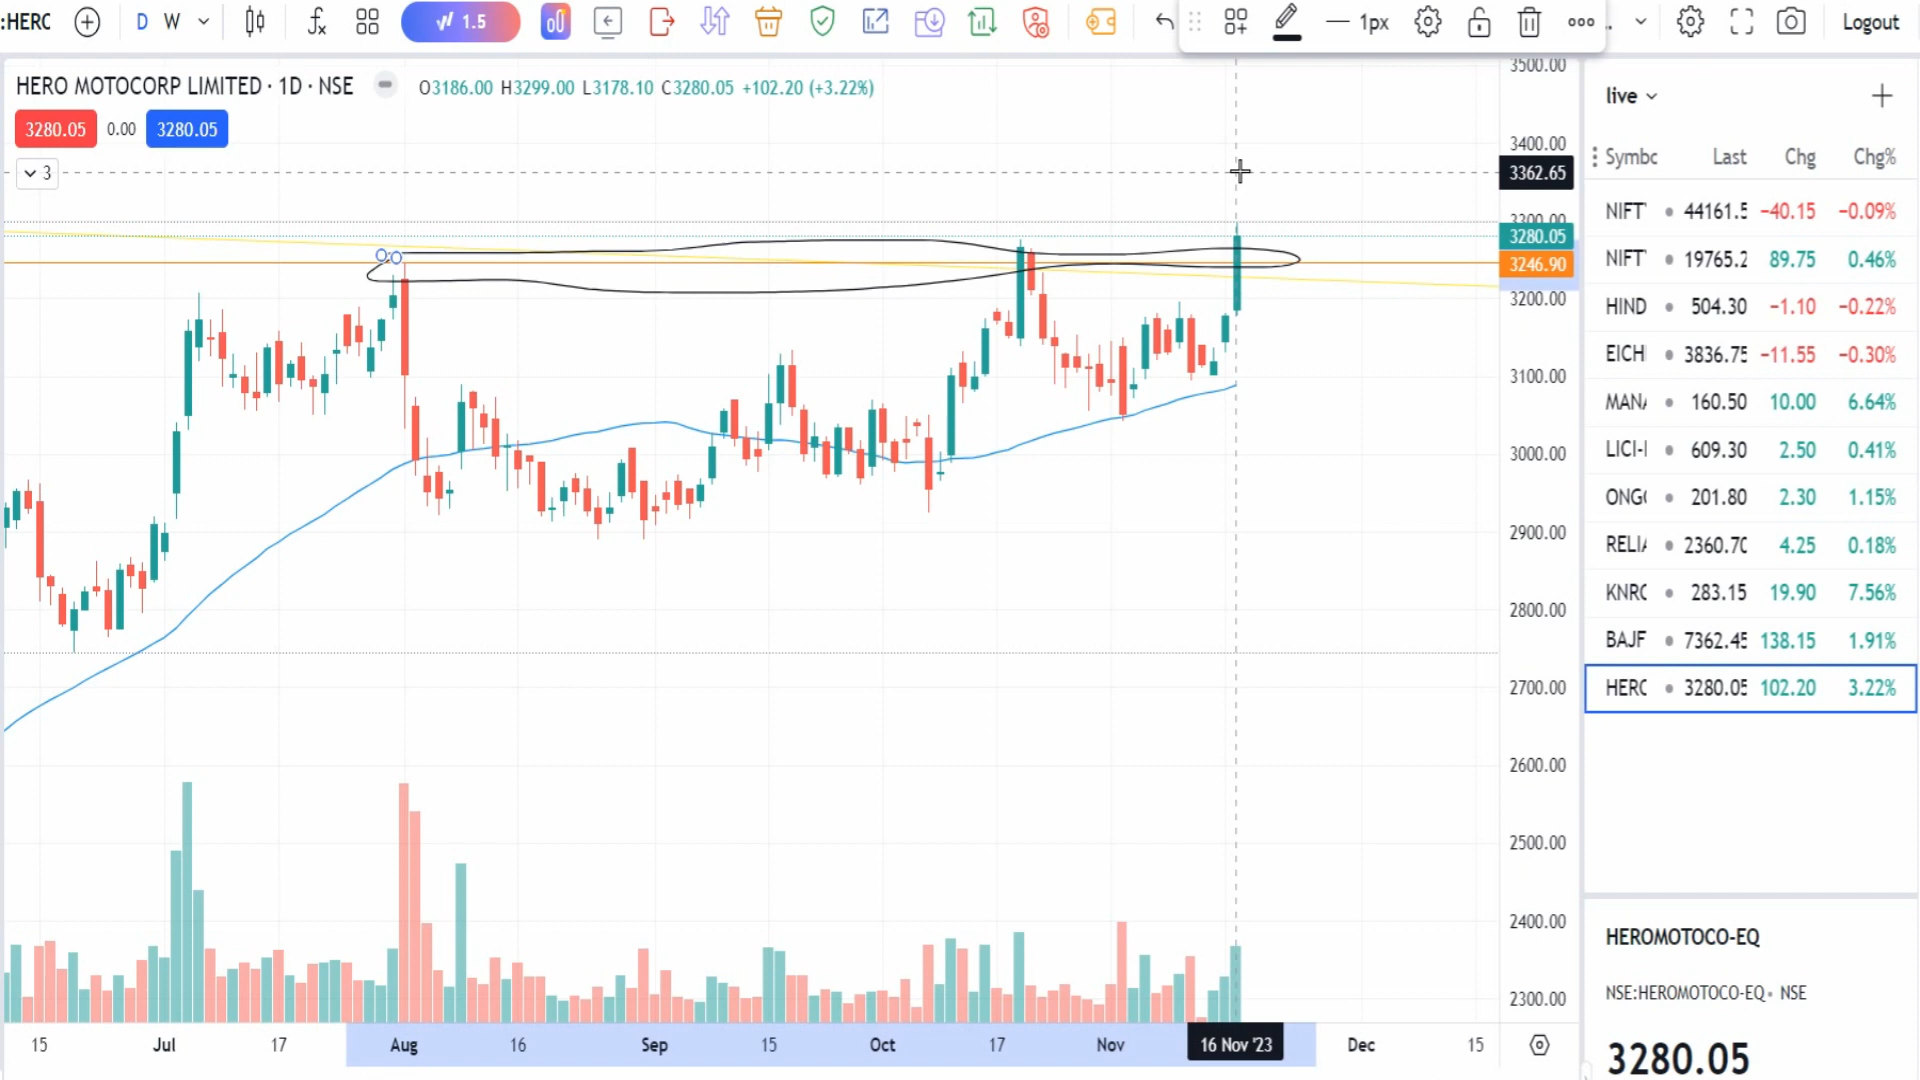 :HERC D W 1.5 1px Logout
HERO MOTOCORP LIMITED · 1D · NSE O3186.00 H3299.00 L3178.10 C3280.05 +102.20 (+3.22%)
3280.05 0.00 3280.05
3
3500.00
3400.00
3362.65
3300.00
3280.05
3246.90
3200.00
3100.00
3000.00
2900.00
2800.00
2700.00
2600.00
2500.00
2400.00
2300.00
15 Jul 17 Aug 16 Sep 15 Oct 17 Nov 16 Nov '23 Dec 15
live
Symbc Last Chg Chg%
NIFT 44161.5 −40.15 −0.09%
NIFT 19765.2 89.75 0.46%
HIND 504.30 −1.10 −0.22%
EICH 3836.75 −11.55 −0.30%
MAN 160.50 10.00 6.64%
LICI-I 609.30 2.50 0.41%
ONG 201.80 2.30 1.15%
RELI 2360.70 4.25 0.18%
KNRC 283.15 19.90 7.56%
BAJF 7362.45 138.15 1.91%
HERC 3280.05 102.20 3.22%
HEROMOTOCO-EQ
NSE:HEROMOTOCO-EQ • NSE
3280.05